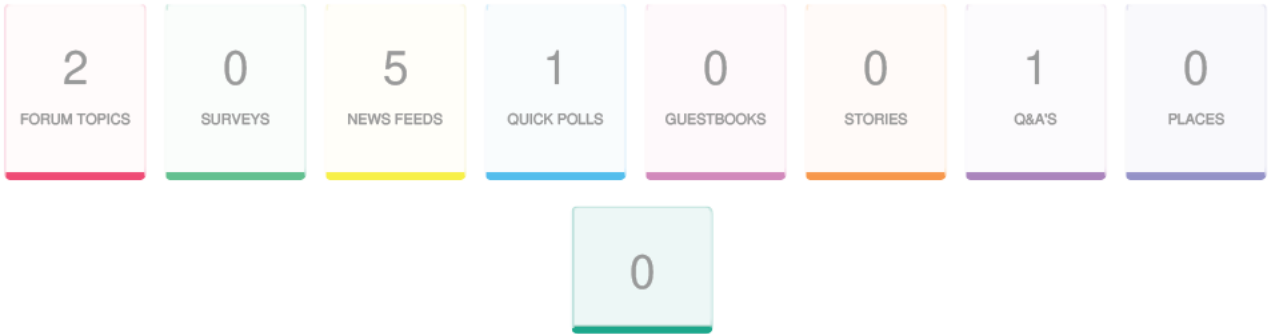 2 0 5 1 0 0 1 0
FORUM TOPICS SURVEYS NEWS FEEDS QUICK POLLS GUESTBOOKS STORIES Q&A'S PLACES
0